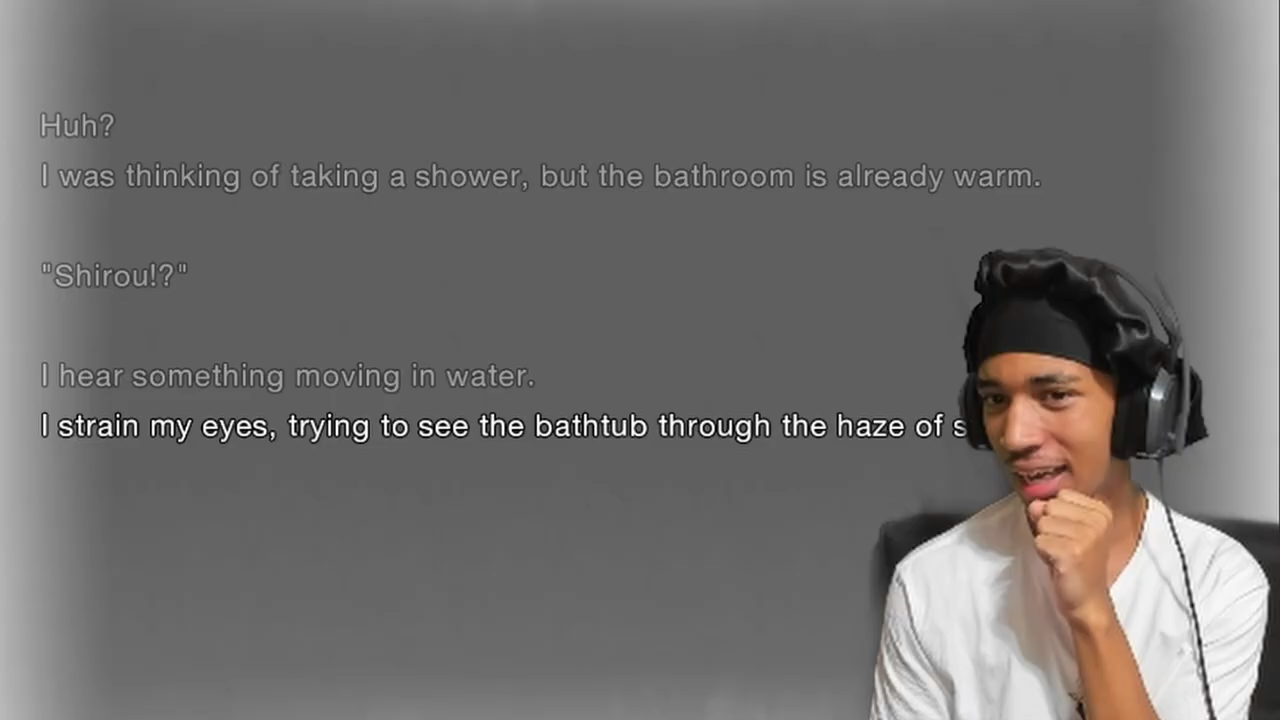 Huh?
I was thinking of taking a shower, but the bathroom is already warm.
"Shirou!?"
I hear something moving in water.
I strain my eyes, trying to see the bathtub through the haze of